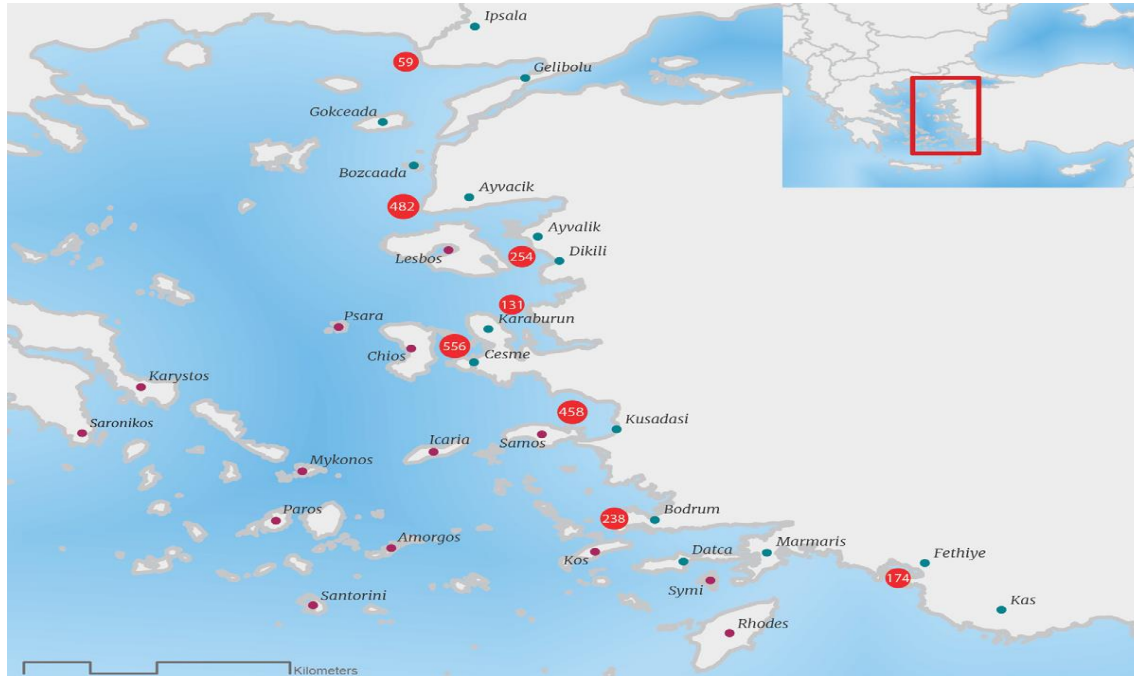 Ipsala
59
Gelibolu
Gokceada
Bozcaada
Ayvacik
482
Ayvalik
Lesbos
254
Dikili
131
Psara
Karaburun
556
Chios
Cesme
Karystos
458
Saronikos
Kusadasi
Icaria
Samos
Mykonos
Paros
Bodrum
238
Amorgos
Marmaris
Kos
Datca
Fethiye
174
Symi
Santorini
Kas
Rhodes
Kilometers